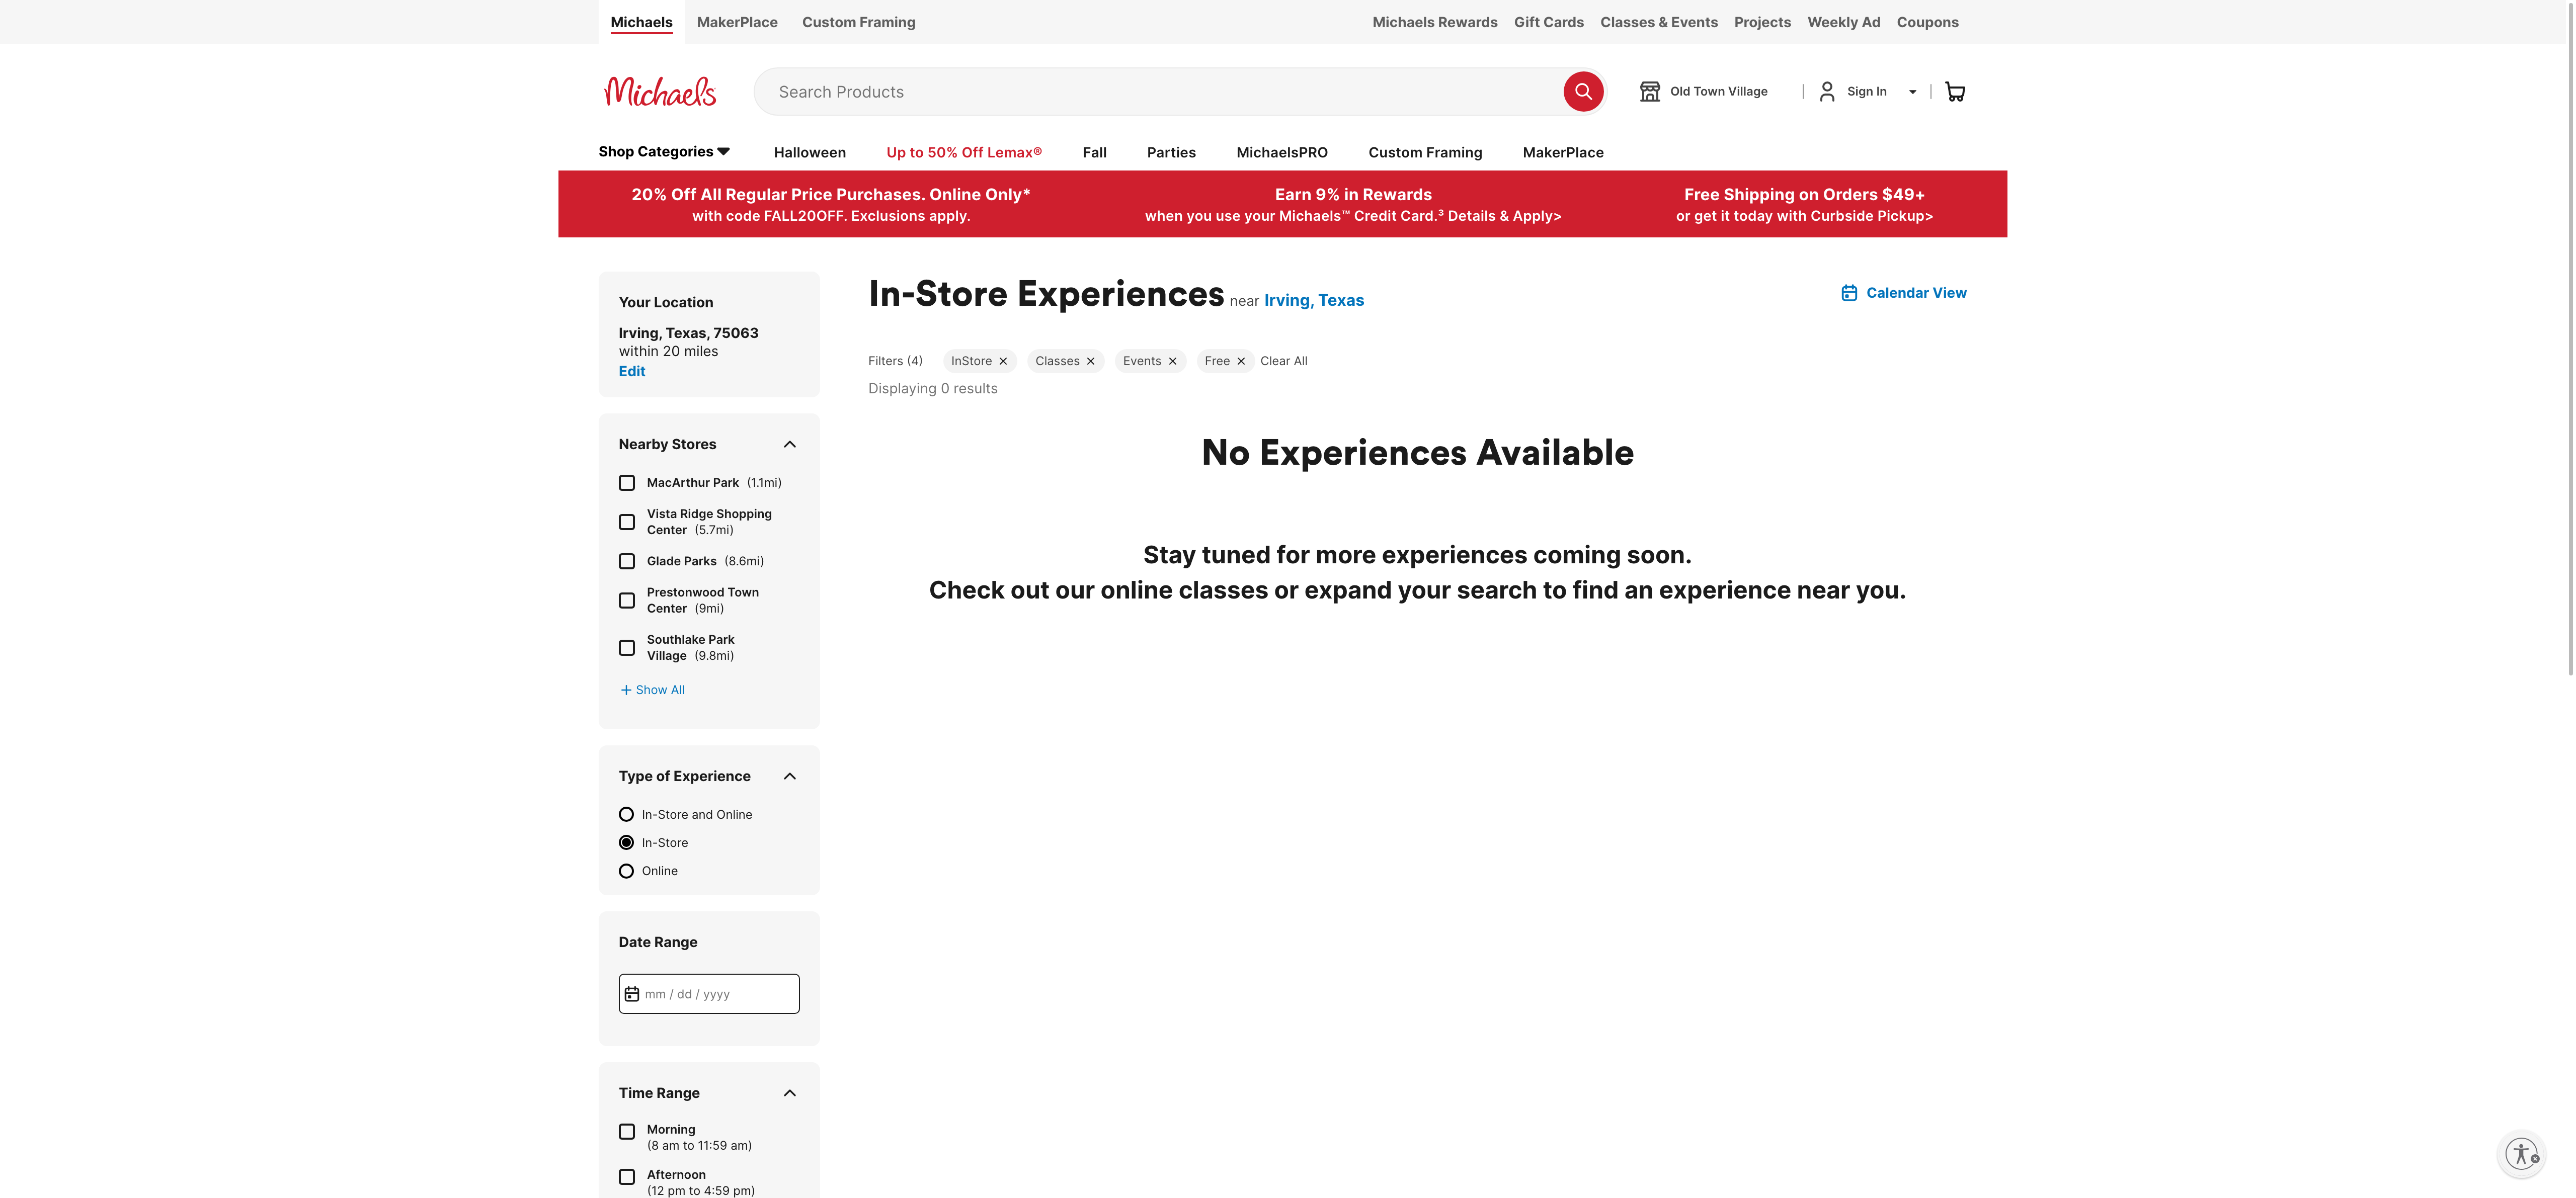 Michaels MakerPlace Custom Framing Michaels Rewards Gift Cards Classes & Events Projects Weekly Ad Coupons
Michaels Search Products Old Town Village | Sign In |
Shop Categories Halloween Up to 50% Off Lemax® Fall Parties MichaelsPRO Custom Framing MakerPlace
20% Off All Regular Price Purchases. Online Only*
with code FALL20OFF. Exclusions apply.
Earn 9% in Rewards
when you use your Michaels™ Credit Card.³ Details & Apply>
Free Shipping on Orders $49+
or get it today with Curbside Pickup>
Your Location
Irving, Texas, 75063
within 20 miles
Edit
Nearby Stores
MacArthur Park (1.1mi)
Vista Ridge Shopping
Center (5.7mi)
Glade Parks (8.6mi)
Prestonwood Town
Center (9mi)
Southlake Park
Village (9.8mi)
+ Show All
Type of Experience
In-Store and Online
In-Store
Online
Date Range
mm / dd / yyyy
Time Range
Morning
(8 am to 11:59 am)
Afternoon
(12 pm to 4:59 pm)
In-Store Experiences near Irving, Texas
Calendar View
Filters (4) InStore Classes Events Free Clear All
Displaying 0 results
No Experiences Available
Stay tuned for more experiences coming soon.
Check out our online classes or expand your search to find an experience near you.